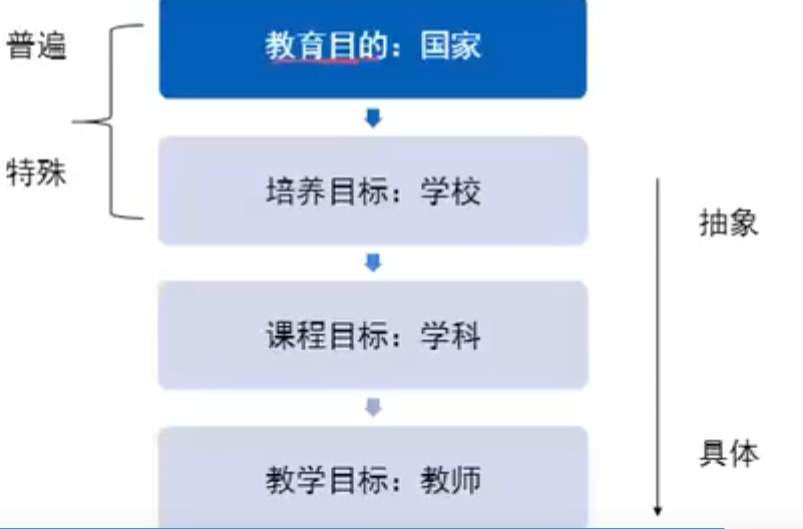 普遍
教育目的：国家
特殊
培养目标：学校
抽象
课程目标：学科
具体
教学目标：教师